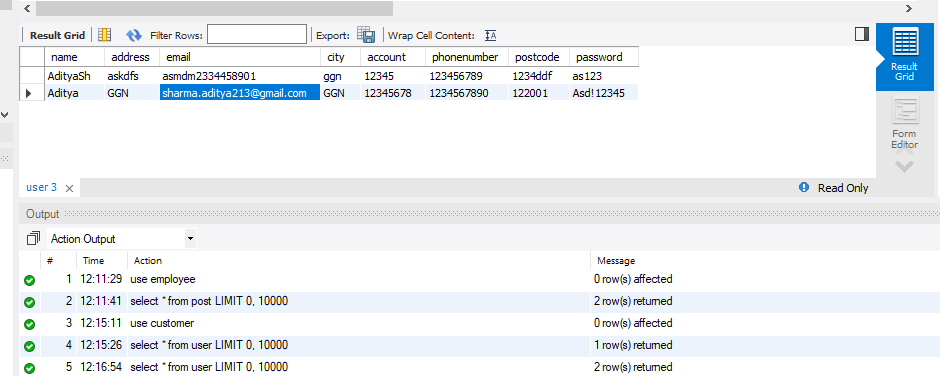 Result Grid Filter Rows: Export: Wrap Cell Content:
name address email city account phonenumber postcode password
AdityaSh askdfs asmdm2334458901 ggn 12345 123456789 1234ddf as123
Aditya GGN sharma.aditya213@gmail.com GGN 12345678 1234567890 122001 Asd!12345
Result
Grid
Form
Editor
user 3 Read Only
Output
Action Output
# Time Action Message
1 12:11:29 use employee 0 row(s) affected
2 12:11:41 select * from post LIMIT 0, 10000 2 row(s) returned
3 12:15:11 use customer 0 row(s) affected
4 12:15:26 select * from user LIMIT 0, 10000 1 row(s) returned
5 12:16:54 select * from user LIMIT 0, 10000 2 row(s) returned